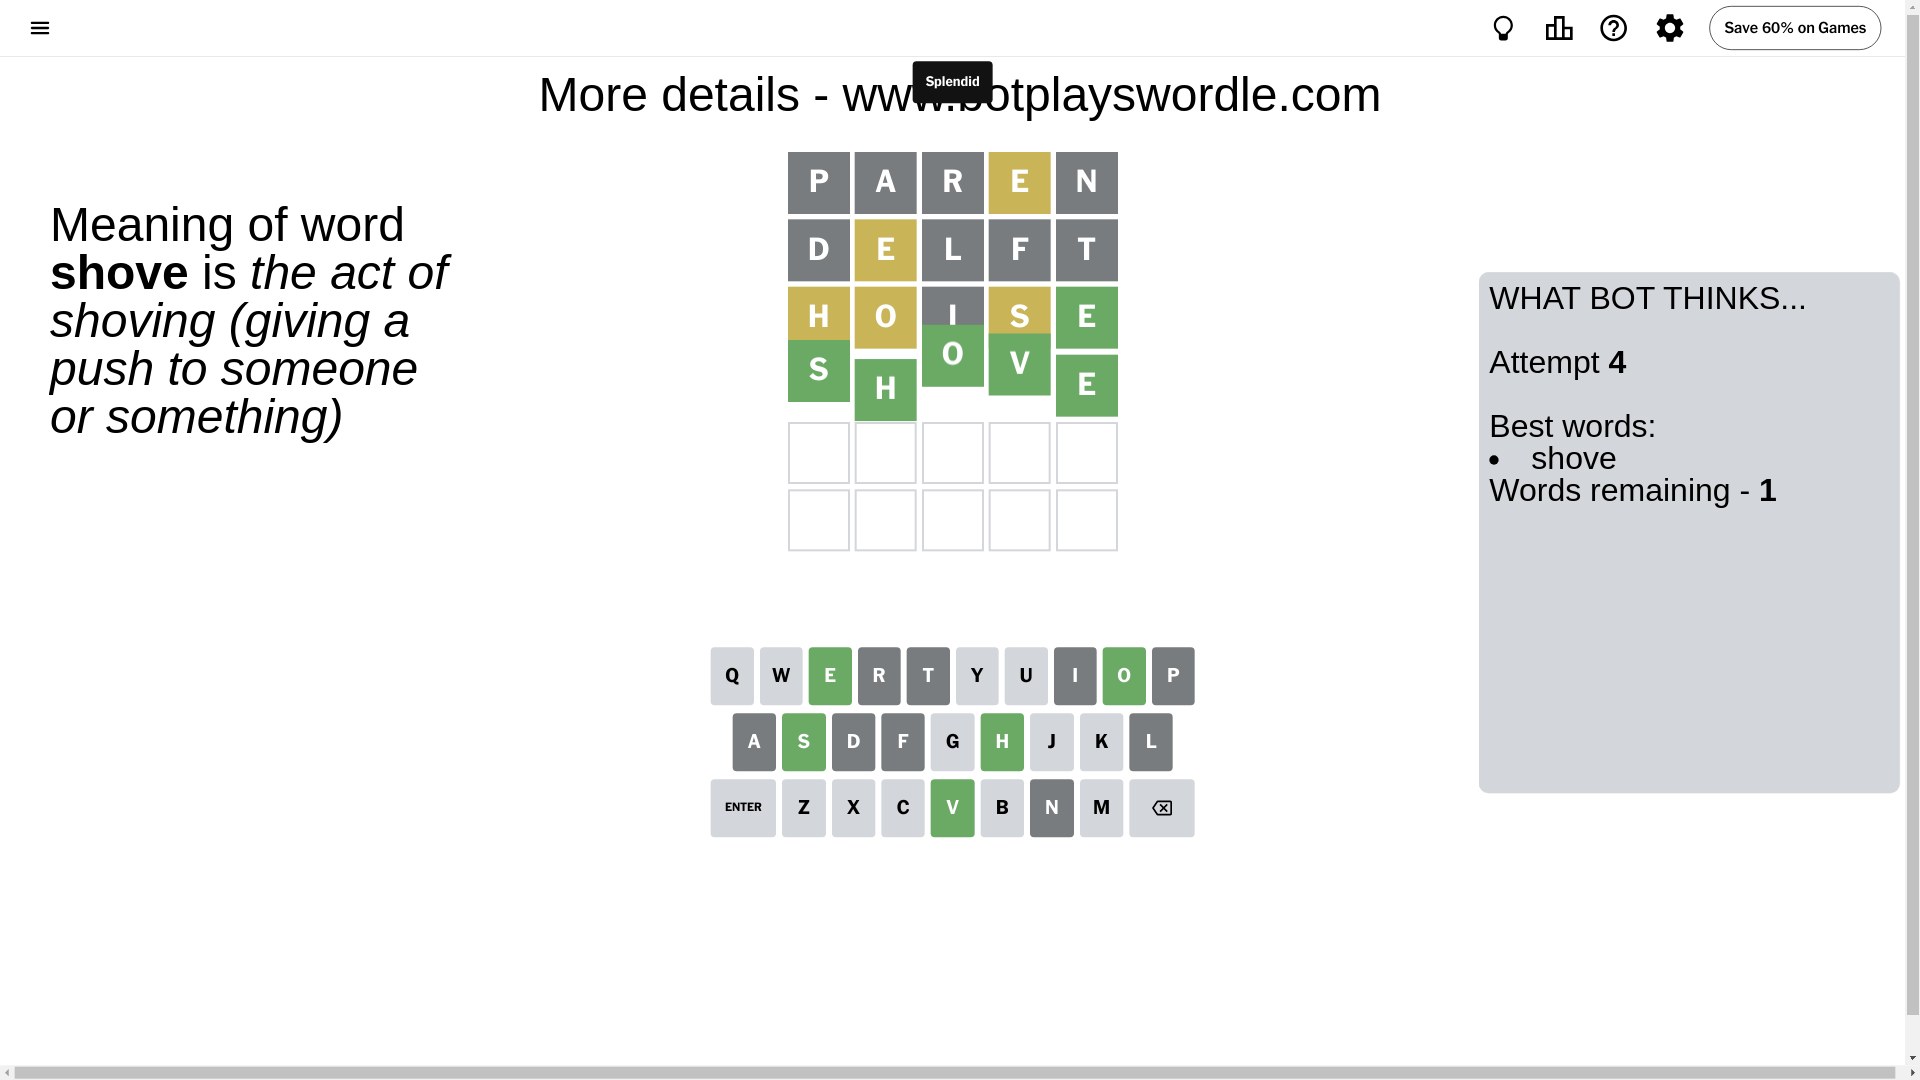 Save 60% on Games
Splendid
More details - www.botplayswordle.com
Meaning of word
shove is the act of
shoving (giving a
push to someone
or something)
P A R E N
D E L F T
H O I S E
S H O V E
WHAT BOT THINKS...
Attempt 4
Best words:
• shove
Words remaining - 1
Q W E R T Y U I O P
A S D F G H J K L
ENTER Z X C V B N M